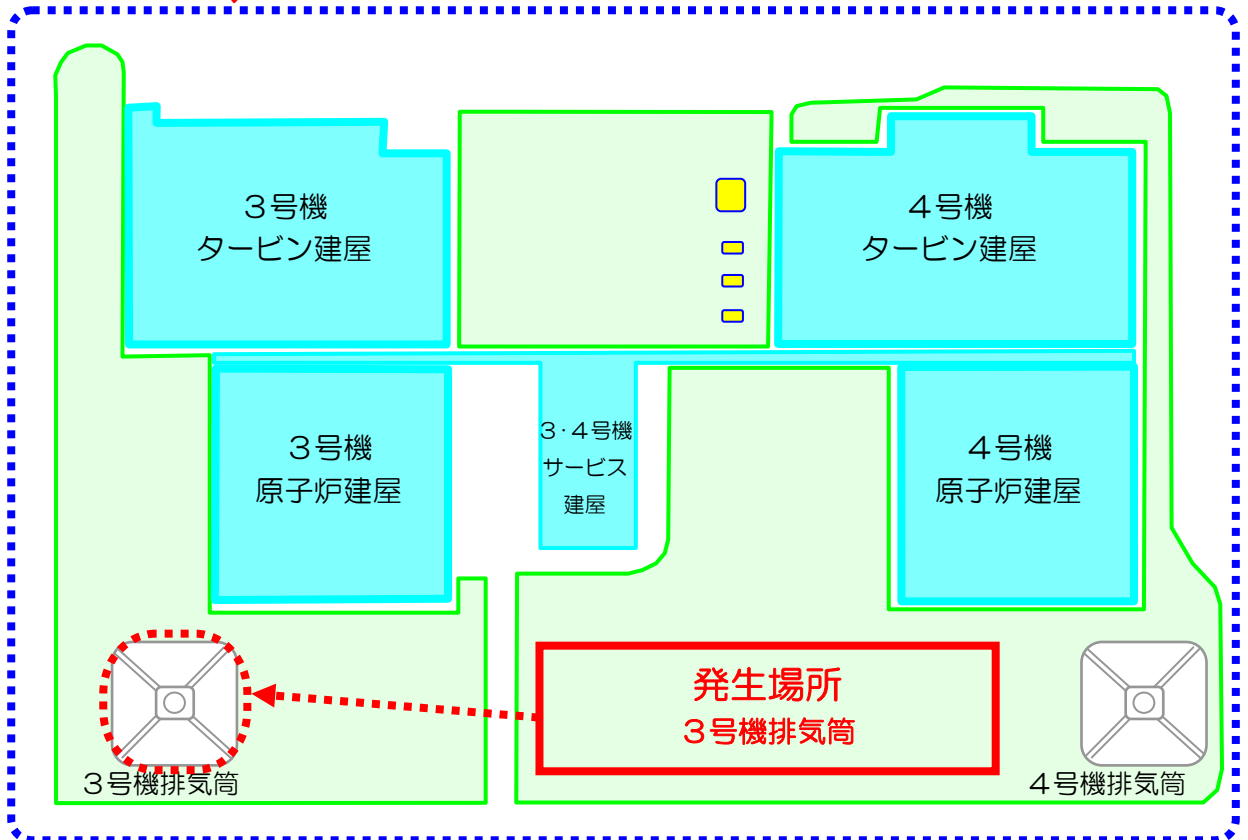 ３号機
タービン建屋
４号機
タービン建屋
３号機
原子炉建屋
３・４号機
サービス
建屋
４号機
原子炉建屋
発生場所
３号機排気筒
３号機排気筒
４号機排気筒